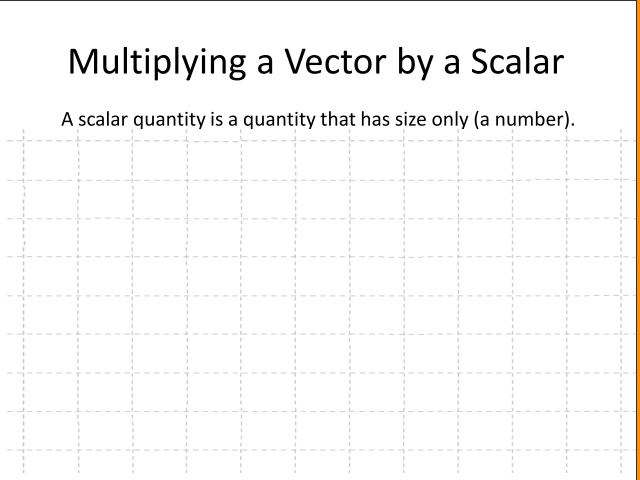 Multiplying a Vector by a Scalar
A scalar quantity is a quantity that has size only (a number).